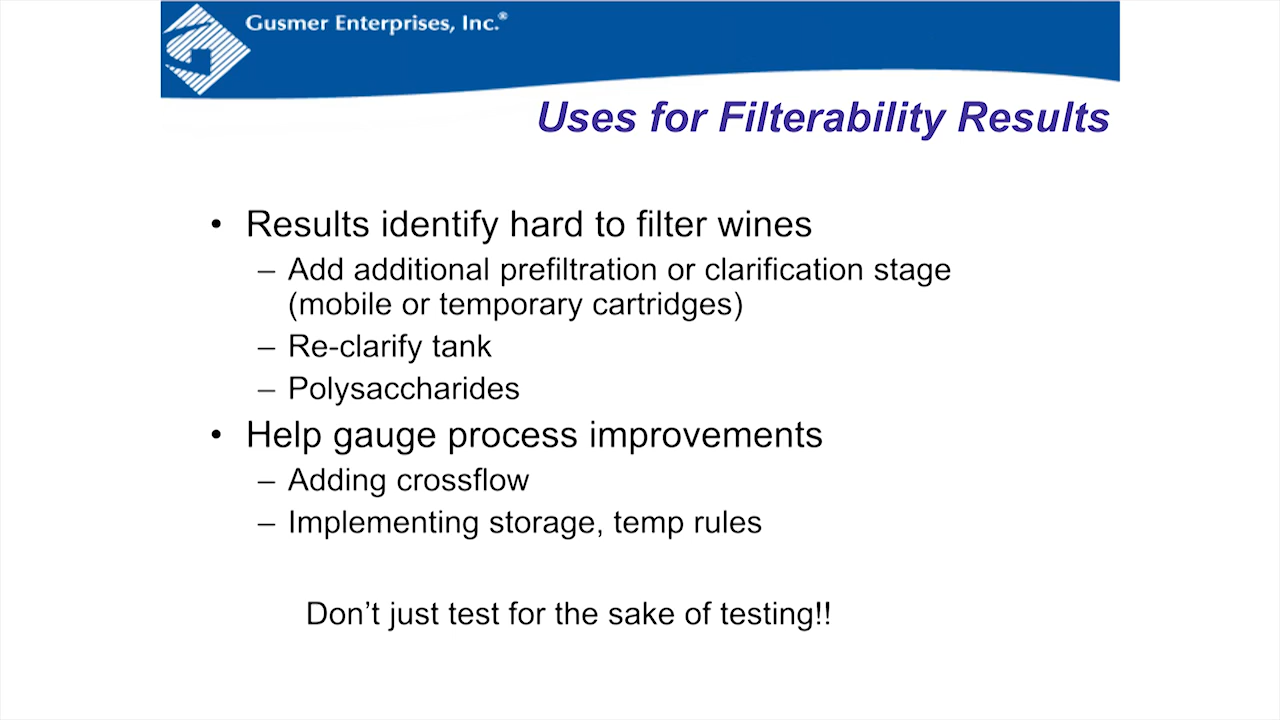 Gusmer Enterprises, Inc.®
Uses for Filterability Results
• Results identify hard to filter wines
– Add additional prefiltration or clarification stage
(mobile or temporary cartridges)
– Re-clarify tank
– Polysaccharides
• Help gauge process improvements
– Adding crossflow
– Implementing storage, temp rules
Don’t just test for the sake of testing!!